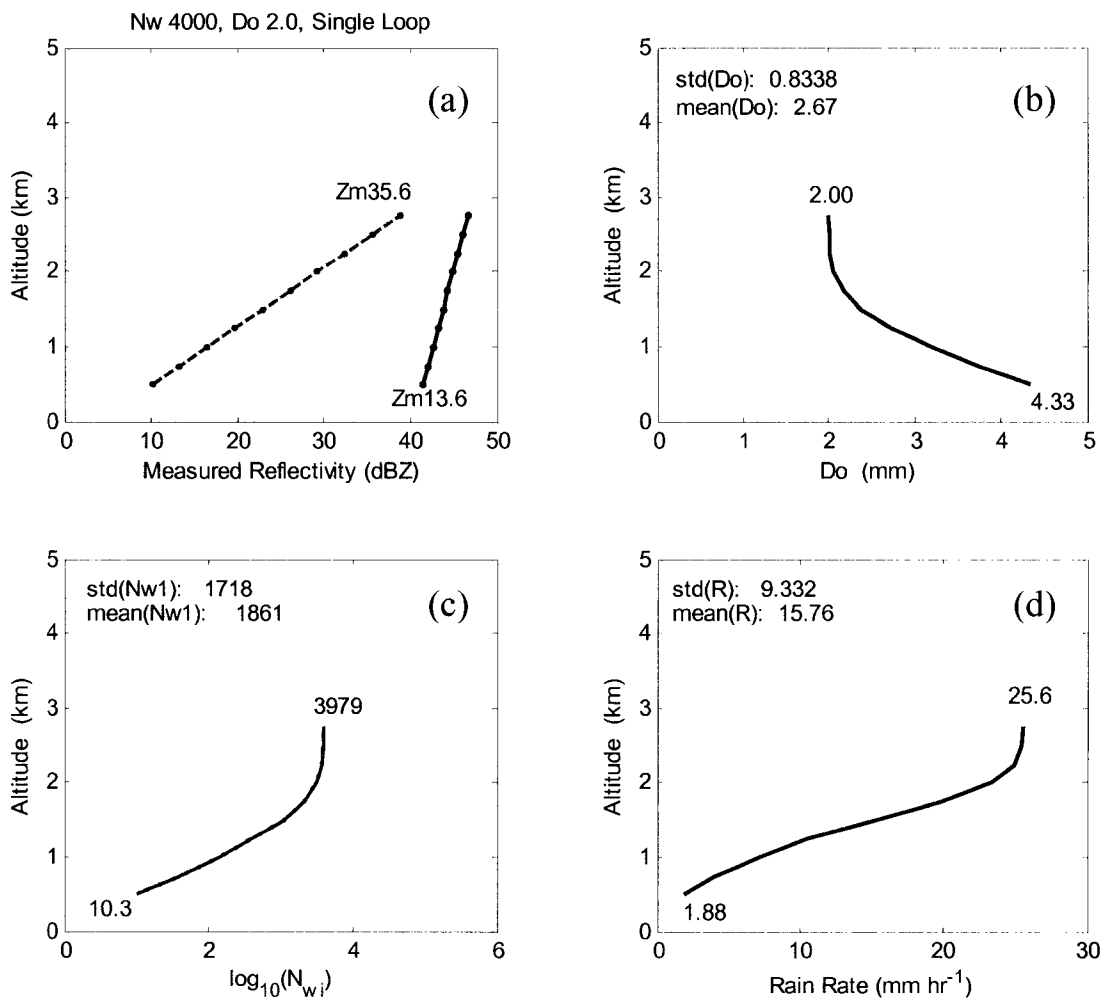 Nw 4000, Do 2.0, Single Loop
(a)
Zm35.6
Zm13.6
5
4
3
2
1
0
Altitude (km)
0 10 20 30 40 50
Measured Reflectivity (dBZ)
std(Do): 0.8338
mean(Do): 2.67
(b)
2.00
4.33
5
4
3
2
1
0
Altitude (km)
0 1 2 3 4 5
Do (mm)
std(Nw1): 1718
mean(Nw1): 1861
(c)
3979
10.3
5
4
3
2
1
0
Altitude (km)
0 2 4 6
log10(Nwi)
std(R): 9.332
mean(R): 15.76
(d)
25.6
1.88
5
4
3
2
1
0
Altitude (km)
0 10 20 30
Rain Rate (mm hr-1)